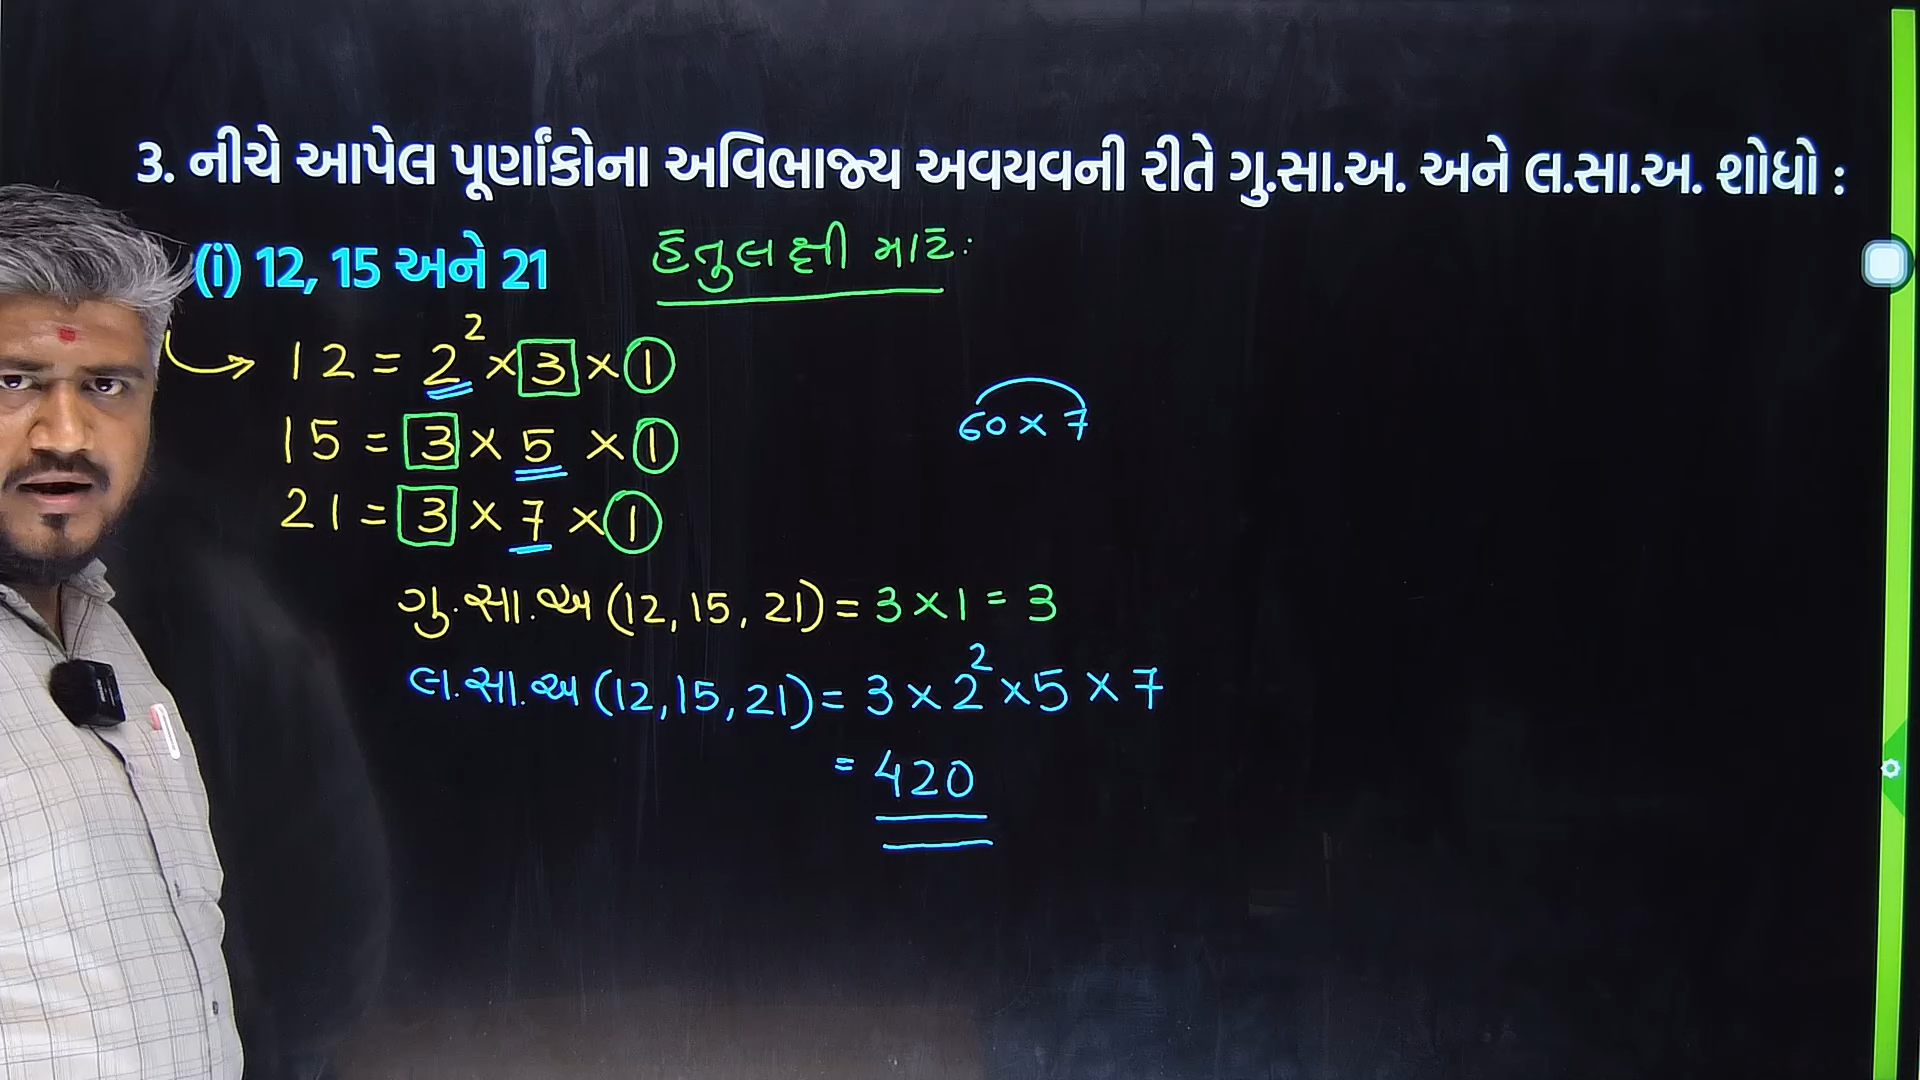 3. નીચે આપેલ પૂર્ણાંકોના અવિભાજ્ય અવયવની રીતે ગુ.સા.અ. અને લ.સા.અ. શોધો :
(i) 12, 15 અને 21
હેતુલક્ષી માટે:
12 = 2² × 3 × 1
15 = 3 × 5 × 1
21 = 3 × 7 × 1
60 × 7
ગુ.સા.અ (12, 15, 21) = 3 × 1 = 3
લ.સા.અ (12, 15, 21) = 3 × 2² × 5 × 7
= 420